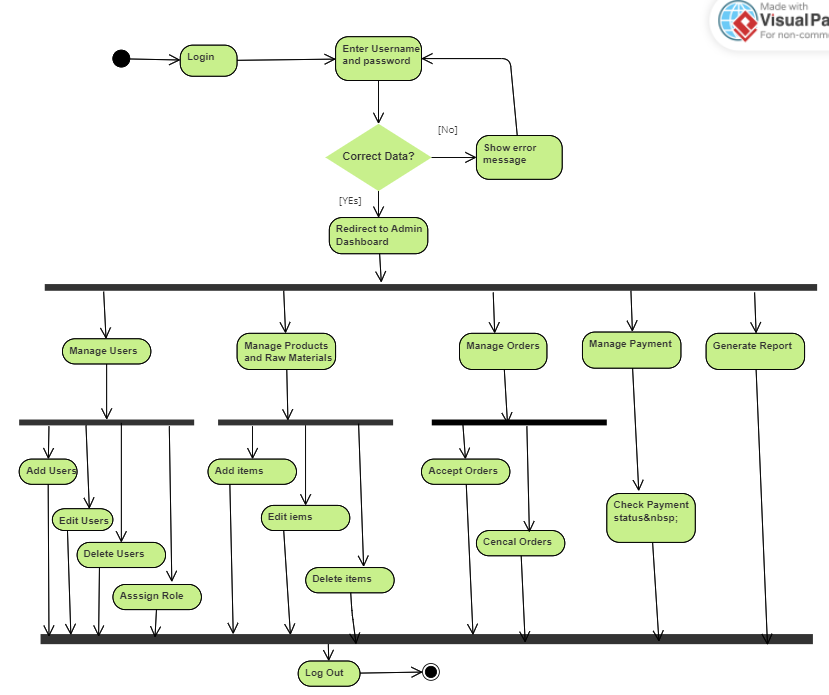 Made with
VisualPa
For non-comme
Login
Enter Username
and password
[No]
Correct Data?
Show error
message
[YEs]
Redirect to Admin
Dashboard
Manage Users
Manage Products
and Raw Materials
Manage Orders
Manage Payment
Generate Report
Add Users
Add items
Accept Orders
Edit Users
Edit iems
Check Payment
status&nbsp;
Cencal Orders
Delete Users
Delete items
Asssign Role
Log Out